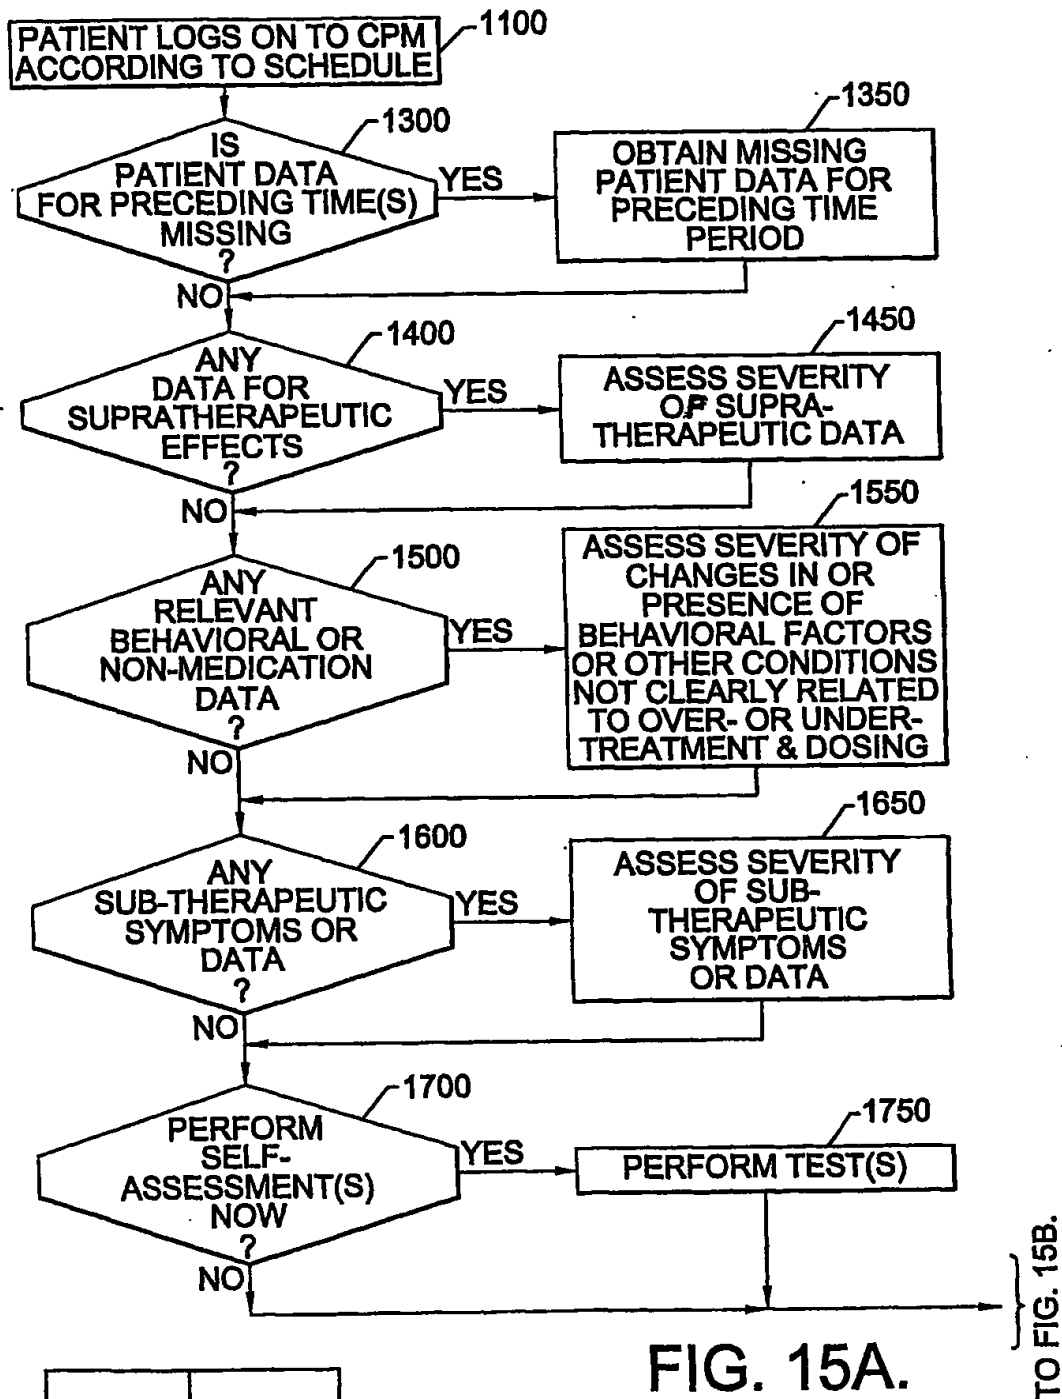 PATIENT LOGS ON TO CPM
ACCORDING TO SCHEDULE
1100
1300
IS
PATIENT DATA
FOR PRECEDING TIME(S)
MISSING
?
YES
NO
1350
OBTAIN MISSING
PATIENT DATA FOR
PRECEDING TIME
PERIOD
1400
ANY
DATA FOR
SUPRATHERAPEUTIC
EFFECTS
?
YES
NO
1450
ASSESS SEVERITY
OF SUPRA-
THERAPEUTIC DATA
1500
ANY
RELEVANT
BEHAVIORAL OR
NON-MEDICATION
DATA
?
YES
NO
1550
ASSESS SEVERITY OF
CHANGES IN OR
PRESENCE OF
BEHAVIORAL FACTORS
OR OTHER CONDITIONS
NOT CLEARLY RELATED
TO OVER- OR UNDER-
TREATMENT & DOSING
1600
ANY
SUB-THERAPEUTIC
SYMPTOMS OR
DATA
?
YES
NO
1650
ASSESS SEVERITY
OF SUB-
THERAPEUTIC
SYMPTOMS
OR DATA
1700
PERFORM
SELF-
ASSESSMENT(S)
NOW
?
YES
NO
1750
PERFORM TEST(S)
TO FIG. 15B.
FIG. 15A.